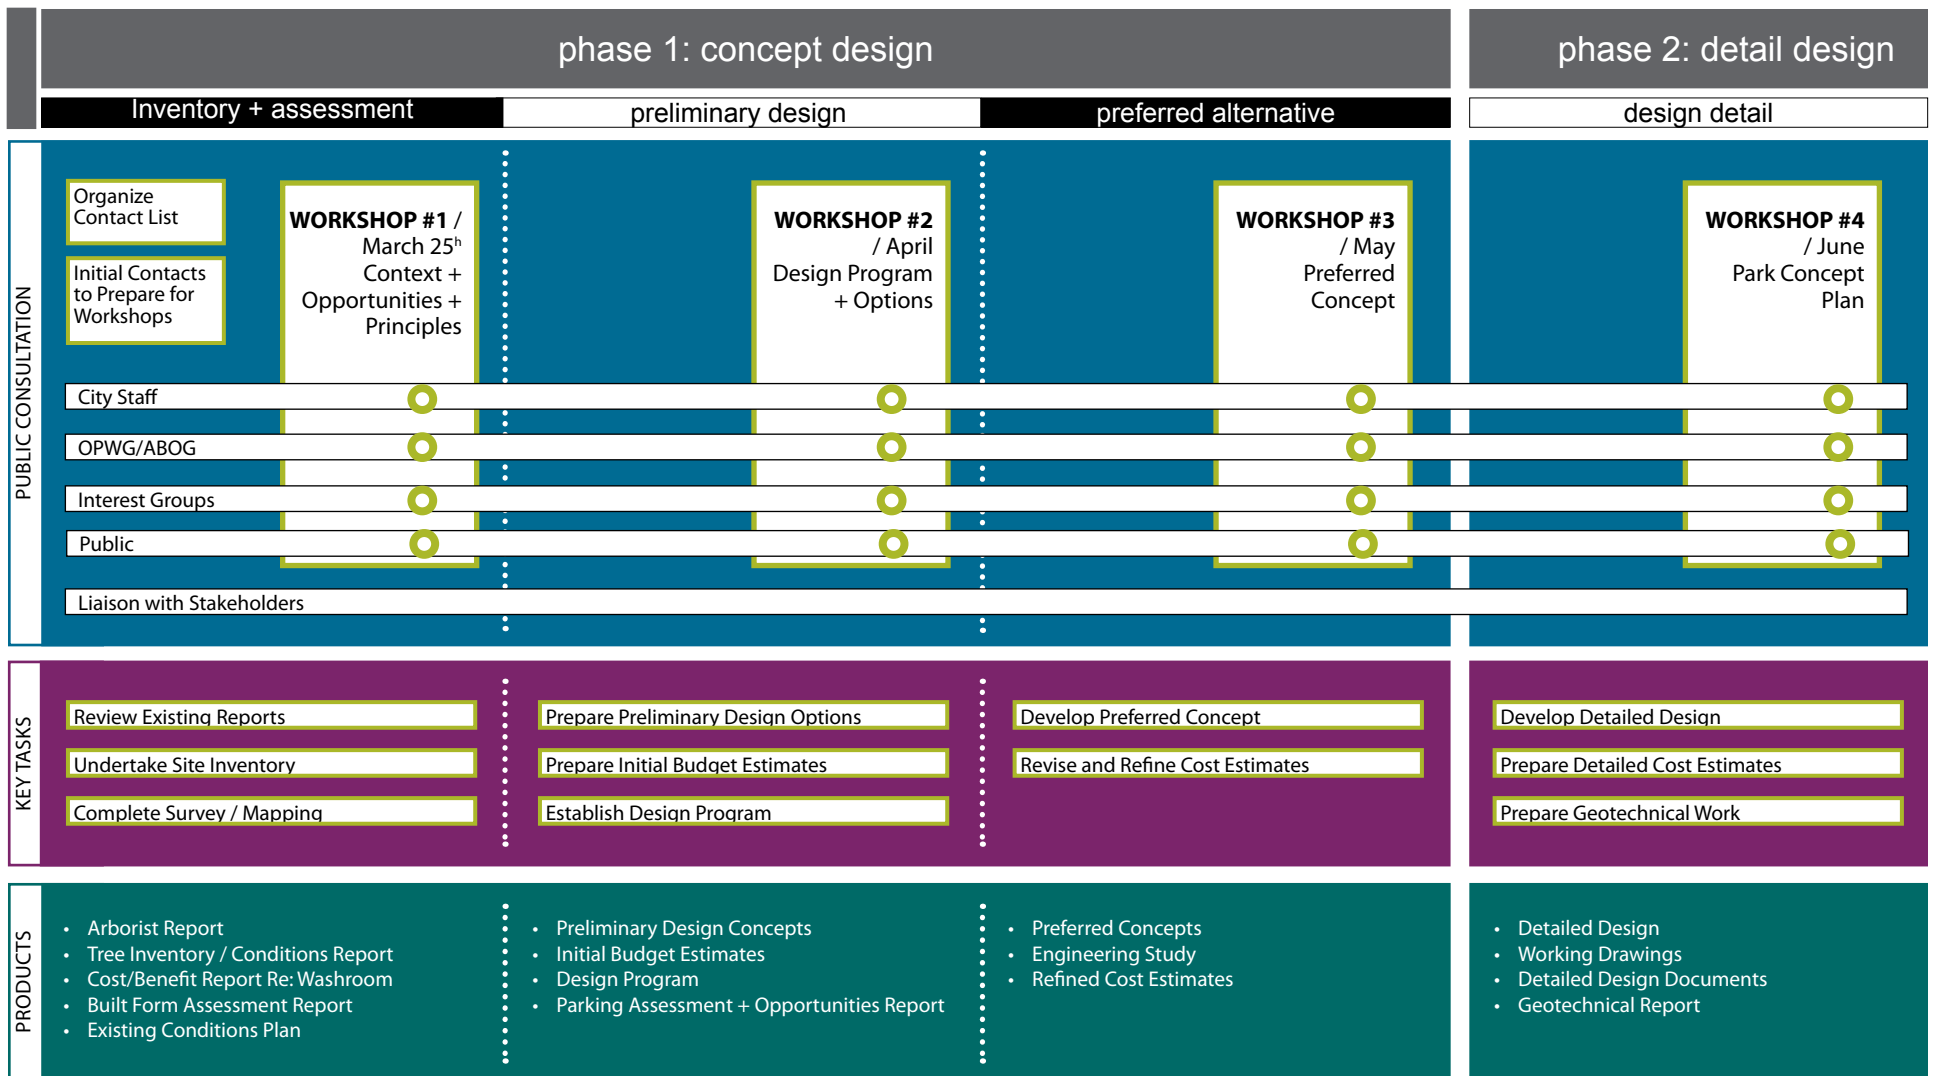 phase 1: concept design
phase 2: detail design
Inventory + assessment
preliminary design
preferred alternative
design detail
PUBLIC CONSULTATION
Organize
Contact List
Initial Contacts
to Prepare for
Workshops
WORKSHOP #1 /
March 25ʰ
Context +
Opportunities +
Principles
WORKSHOP #2
/ April
Design Program
+ Options
WORKSHOP #3
/ May
Preferred
Concept
WORKSHOP #4
/ June
Park Concept
Plan
City Staff
OPWG/ABOG
Interest Groups
Public
Liaison with Stakeholders
KEY TASKS
Review Existing Reports
Undertake Site Inventory
Complete Survey / Mapping
Prepare Preliminary Design Options
Prepare Initial Budget Estimates
Establish Design Program
Develop Preferred Concept
Revise and Refine Cost Estimates
Develop Detailed Design
Prepare Detailed Cost Estimates
Prepare Geotechnical Work
PRODUCTS
• Arborist Report
• Tree Inventory / Conditions Report
• Cost/Benefit Report Re: Washroom
• Built Form Assessment Report
• Existing Conditions Plan
• Preliminary Design Concepts
• Initial Budget Estimates
• Design Program
• Parking Assessment + Opportunities Report
• Preferred Concepts
• Engineering Study
• Refined Cost Estimates
• Detailed Design
• Working Drawings
• Detailed Design Documents
• Geotechnical Report